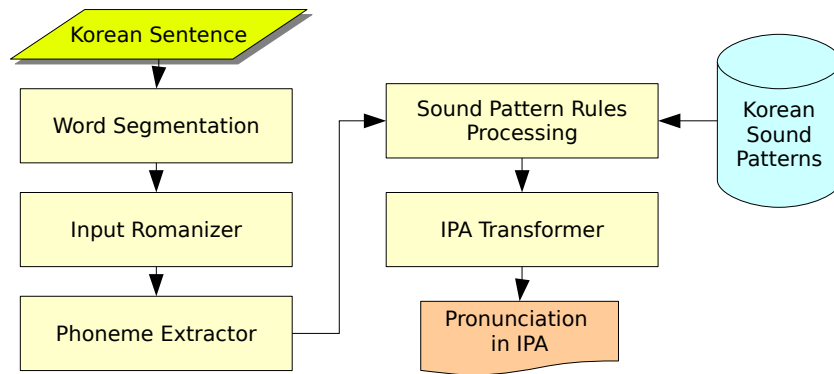 Korean Sentence
Word Segmentation
Input Romanizer
Phoneme Extractor
Sound Pattern Rules
Processing
IPA Transformer
Pronunciation
in IPA
Korean
Sound
Patterns